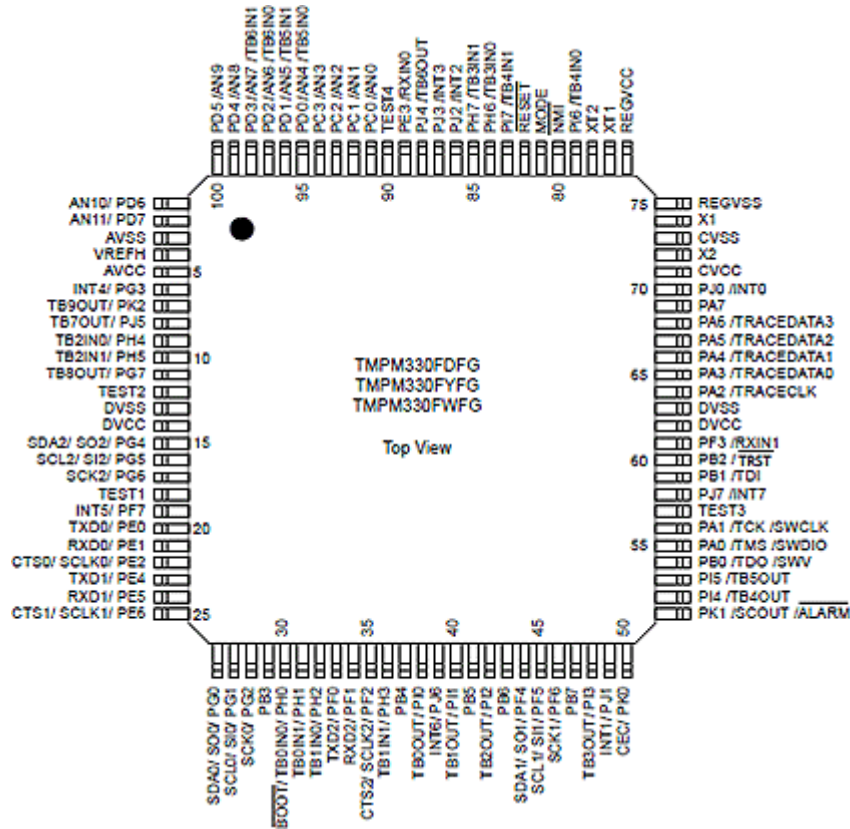 PD5 /AN9
PD4 /AN8
PD3 /AN7 /TB6IN1
PD2 /AN6 /TB6IN0
PD1 /AN5 /TB5IN1
PD0 /AN4 /TB5IN0
PC3 /AN3
PC2 /AN2
PC1 /AN1
PC0 /AN0
TEST4
PE3 /RXIN0
PJ4 /TB6OUT
PJ3 /INT3
PJ2 /INT2
PH7 /TB3IN1
PH6 /TB3IN0
PI7 /TB4IN1
RESET
MODE
NMI
PI6 /TB4IN0
XT2
XT1
REGVCC
100
95
90
85
80
AN10/ PD6
AN11/ PD7
AVSS
VREFH
AVCC
5
INT4/ PG3
TB9OUT/ PK2
TB7OUT/ PJ5
TB2IN0/ PH4
TB2IN1/ PH5
10
TB8OUT/ PG7
TEST2
DVSS
DVCC
SDA2/ SO2/ PG4
15
SCL2/ SI2/ PG5
SCK2/ PG6
TEST1
INT5/ PF7
TXD0/ PE0
20
RXD0/ PE1
CTS0/ SCLK0/ PE2
TXD1/ PE4
RXD1/ PE5
CTS1/ SCLK1/ PE6
25
TMPM330FDFG
TMPM330FYFG
TMPM330FWFG
Top View
75
REGVSS
X1
CVSS
X2
CVCC
70
PJ0 /INT0
PA7
PA6 /TRACEDATA3
PA5 /TRACEDATA2
PA4 /TRACEDATA1
65
PA3 /TRACEDATA0
PA2 /TRACECLK
DVSS
DVCC
PF3 /RXIN1
60
PB2 / TRST
PB1 /TDI
PJ7 /INT7
TEST3
PA1 /TCK /SWCLK
55
PA0 /TMS /SWDIO
PB0 /TDO /SWV
PI5 /TB5OUT
PI4 /TB4OUT
PK1 /SCOUT /ALARM
30
35
40
45
50
SDA0/ SO0/ PG0
SCL0/ SI0/ PG1
SCK0/ PG2
PB3
BOOT/ TB0IN0/ PH0
TB0IN1/ PH1
TB1IN0/ PH2
TXD2/ PF0
RXD2/ PF1
CTS2/ SCLK2/ PF2
TB1IN1/ PH3
PB4
TB0OUT/ PI0
INT6/ PJ6
TB1OUT/ PI1
PB5
TB2OUT/ PI2
PB6
SDA1/ SO1/ PF4
SCL1/ SI1/ PF5
SCK1/ PF6
PB7
TB3OUT/ PI3
INT1/ PJ1
CEC/ PK0